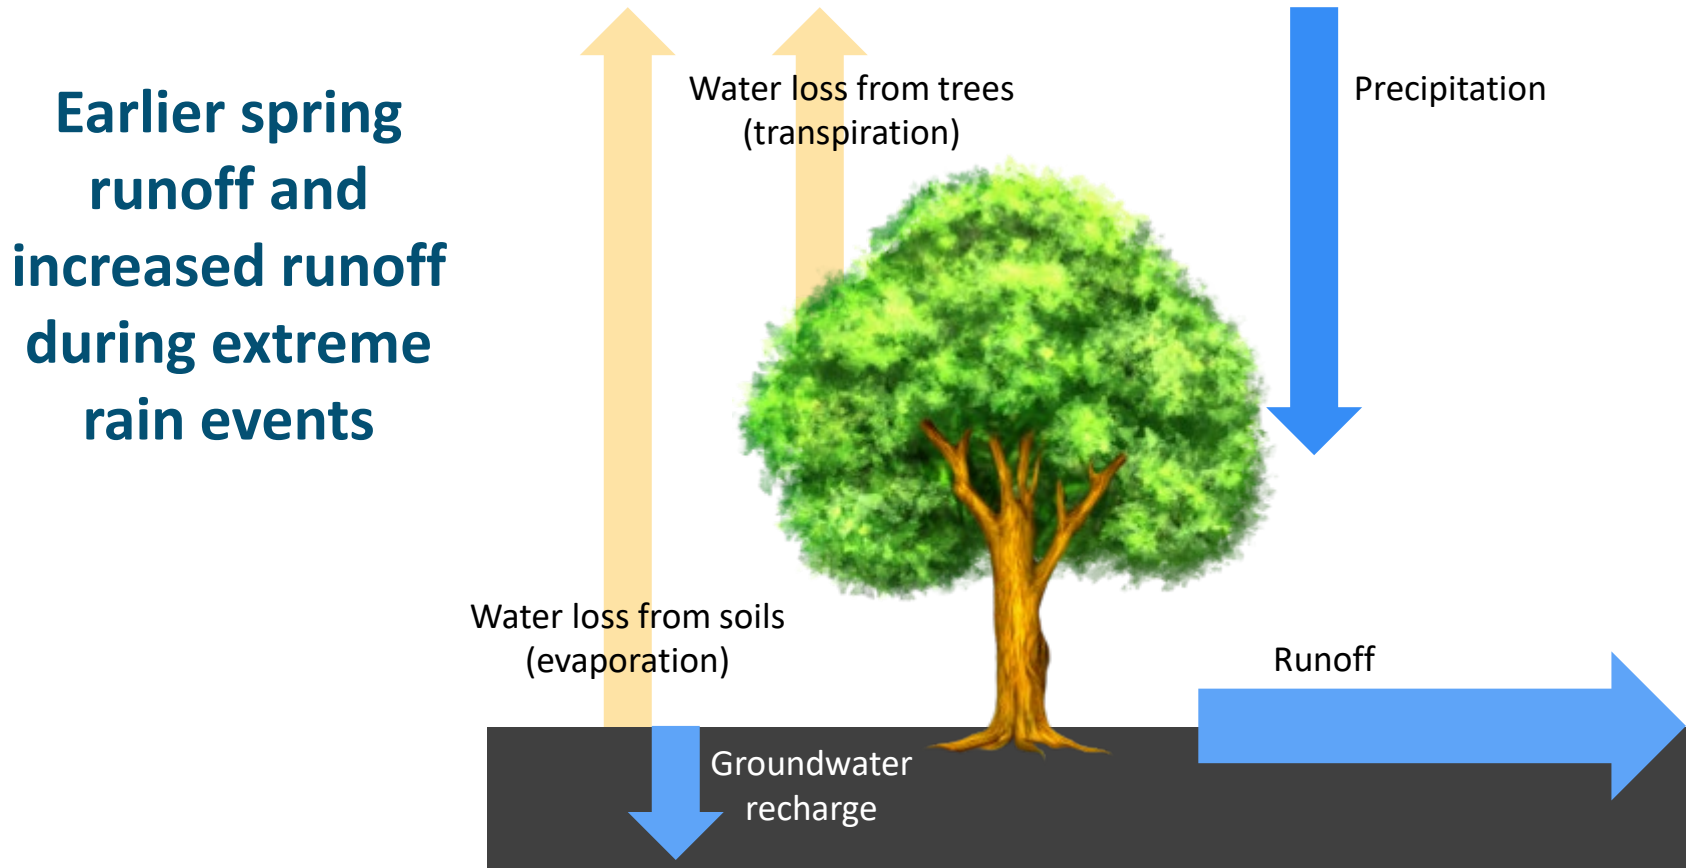 Earlier spring
runoff and
increased runoff
during extreme
rain events
Water loss from trees
(transpiration)
Precipitation
Water loss from soils
(evaporation)
Runoff
Groundwater
recharge